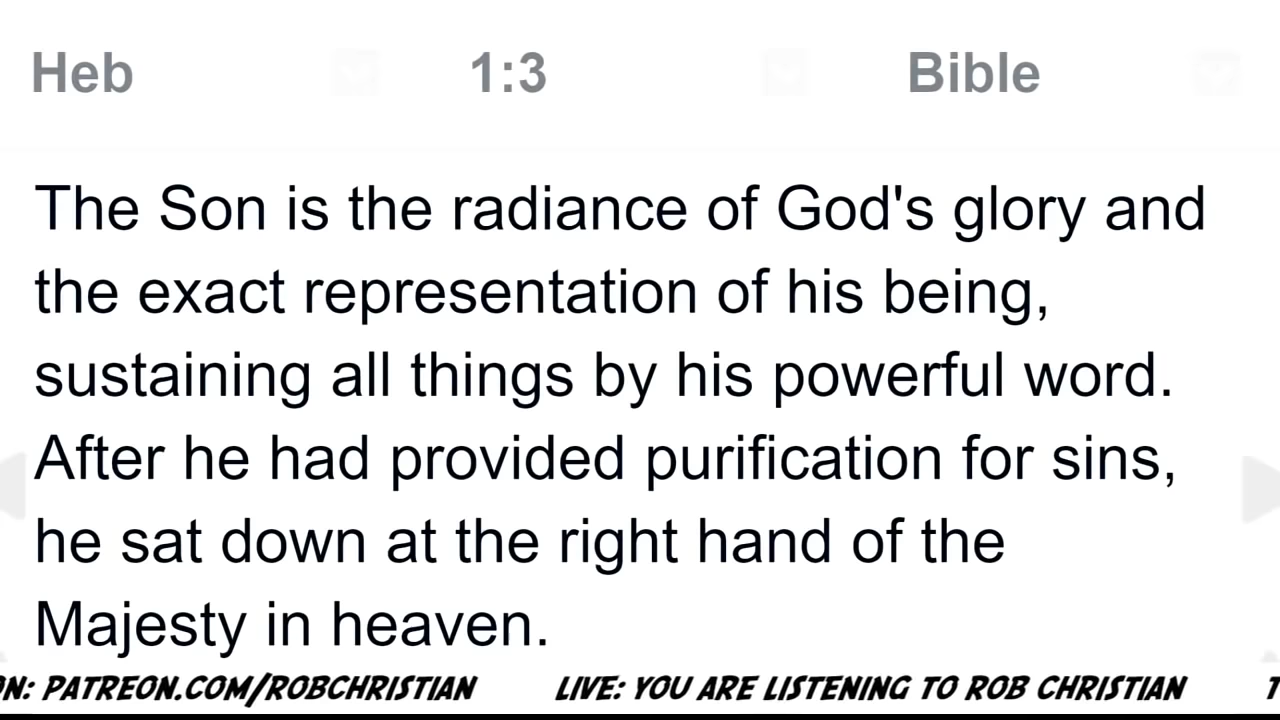 Heb 1:3 Bible
The Son is the radiance of God's glory and
the exact representation of his being,
sustaining all things by his powerful word.
After he had provided purification for sins,
he sat down at the right hand of the
Majesty in heaven.
ON: PATREON.COM/ROBCHRISTIAN LIVE: YOU ARE LISTENING TO ROB CHRISTIAN T